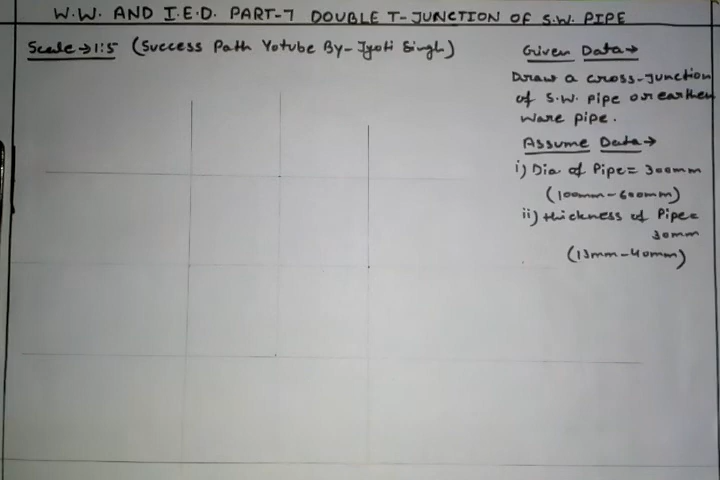 W.W. AND I.E.D. PART-7 DOUBLE T-JUNCTION OF S.W. PIPE
Scale → 1:5 (Success Path Yotube By- Jyoti Singh)
Given Data →
Draw a cross-junction
of S.W. pipe or earthen
ware pipe.
Assume Data →
i) Dia of Pipe = 300mm
(100mm-600mm)
ii) thickness of Pipe =
30mm
(13mm-40mm)